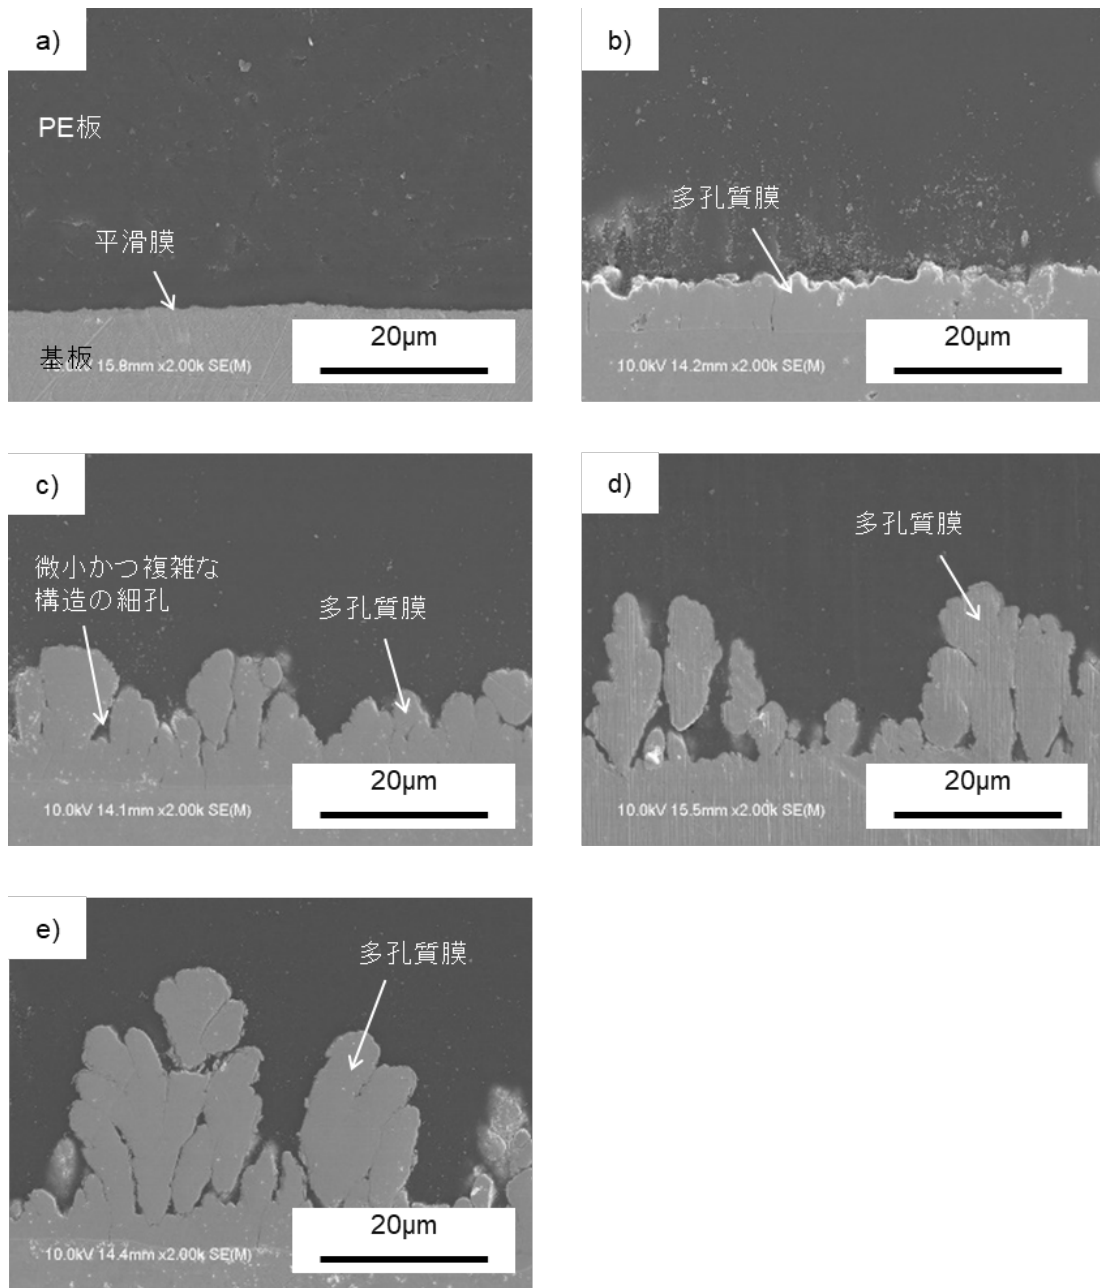 a)
PE板
平滑膜
基板
20μm
kV 15.8mm x2.00k SE(M)
b)
多孔質膜
20μm
10.0kV 14.2mm x2.00k SE(M)
c)
微小かつ複雑な
構造の細孔
多孔質膜
20μm
10.0kV 14.1mm x2.00k SE(M)
d)
多孔質膜
20μm
10.0kV 15.5mm x2.00k SE(M)
e)
多孔質膜
20μm
10.0kV 14.4mm x2.00k SE(M)